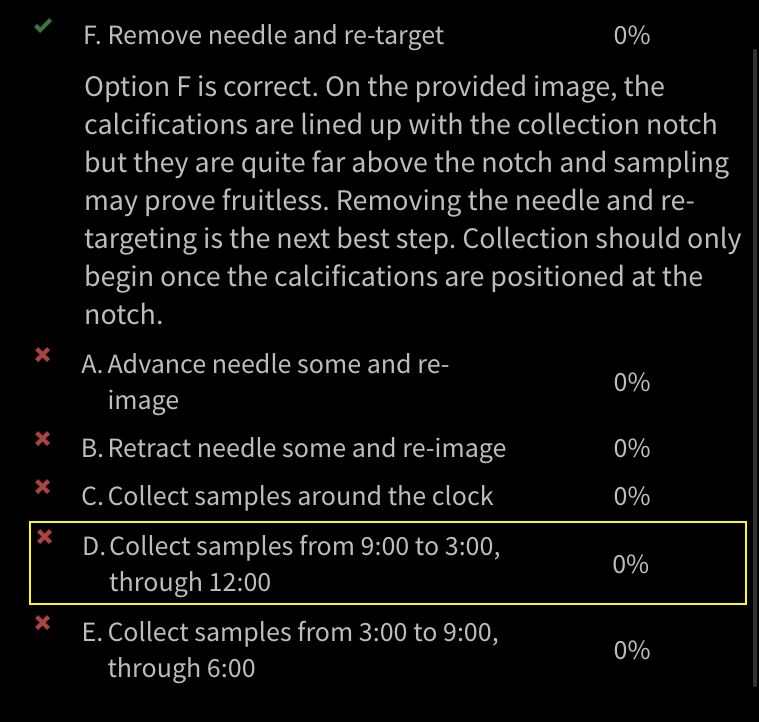 F. Remove needle and re-target 0%
Option F is correct. On the provided image, the
calcifications are lined up with the collection notch
but they are quite far above the notch and sampling
may prove fruitless. Removing the needle and re-
targeting is the next best step. Collection should only
begin once the calcifications are positioned at the
notch.
A. Advance needle some and re-
image 0%
B. Retract needle some and re-image 0%
C. Collect samples around the clock 0%
D. Collect samples from 9:00 to 3:00,
through 12:00 0%
E. Collect samples from 3:00 to 9:00,
through 6:00 0%